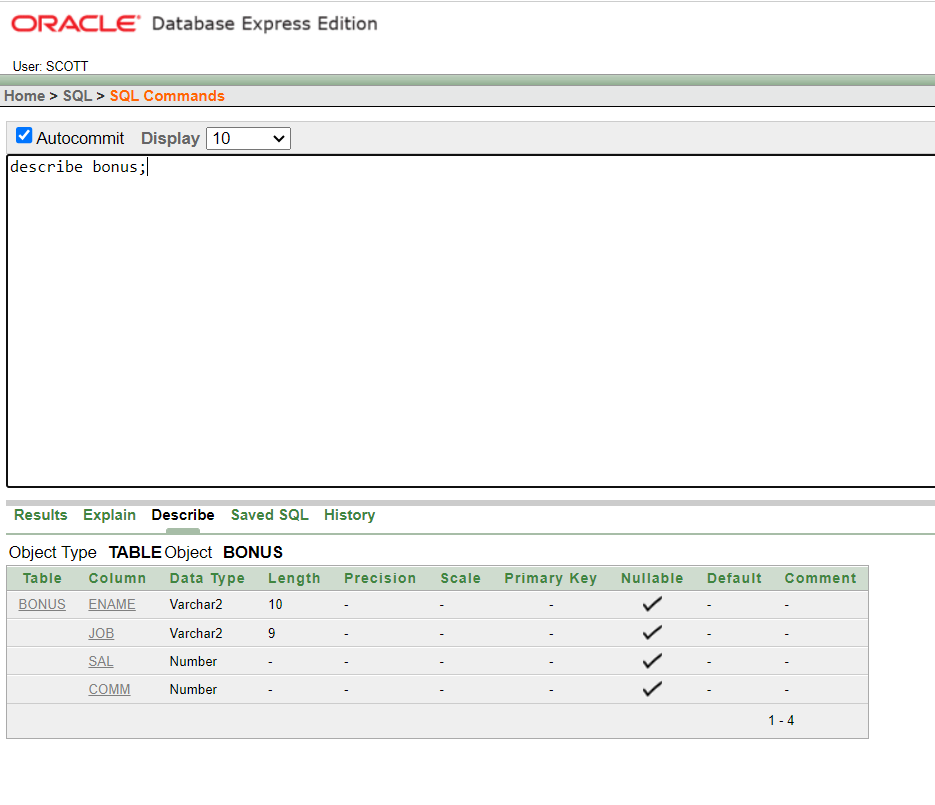 ORACLE Database Express Edition
User: SCOTT
Home > SQL > SQL Commands
Autocommit Display 10
describe bonus;
Results Explain Describe Saved SQL History
Object Type TABLE Object BONUS
Table Column Data Type Length Precision Scale Primary Key Nullable Default Comment
BONUS ENAME Varchar2 10 - - - ✓ - -
JOB Varchar2 9 - - - ✓ - -
SAL Number - - - - ✓ - -
COMM Number - - - - ✓ - -
1 - 4